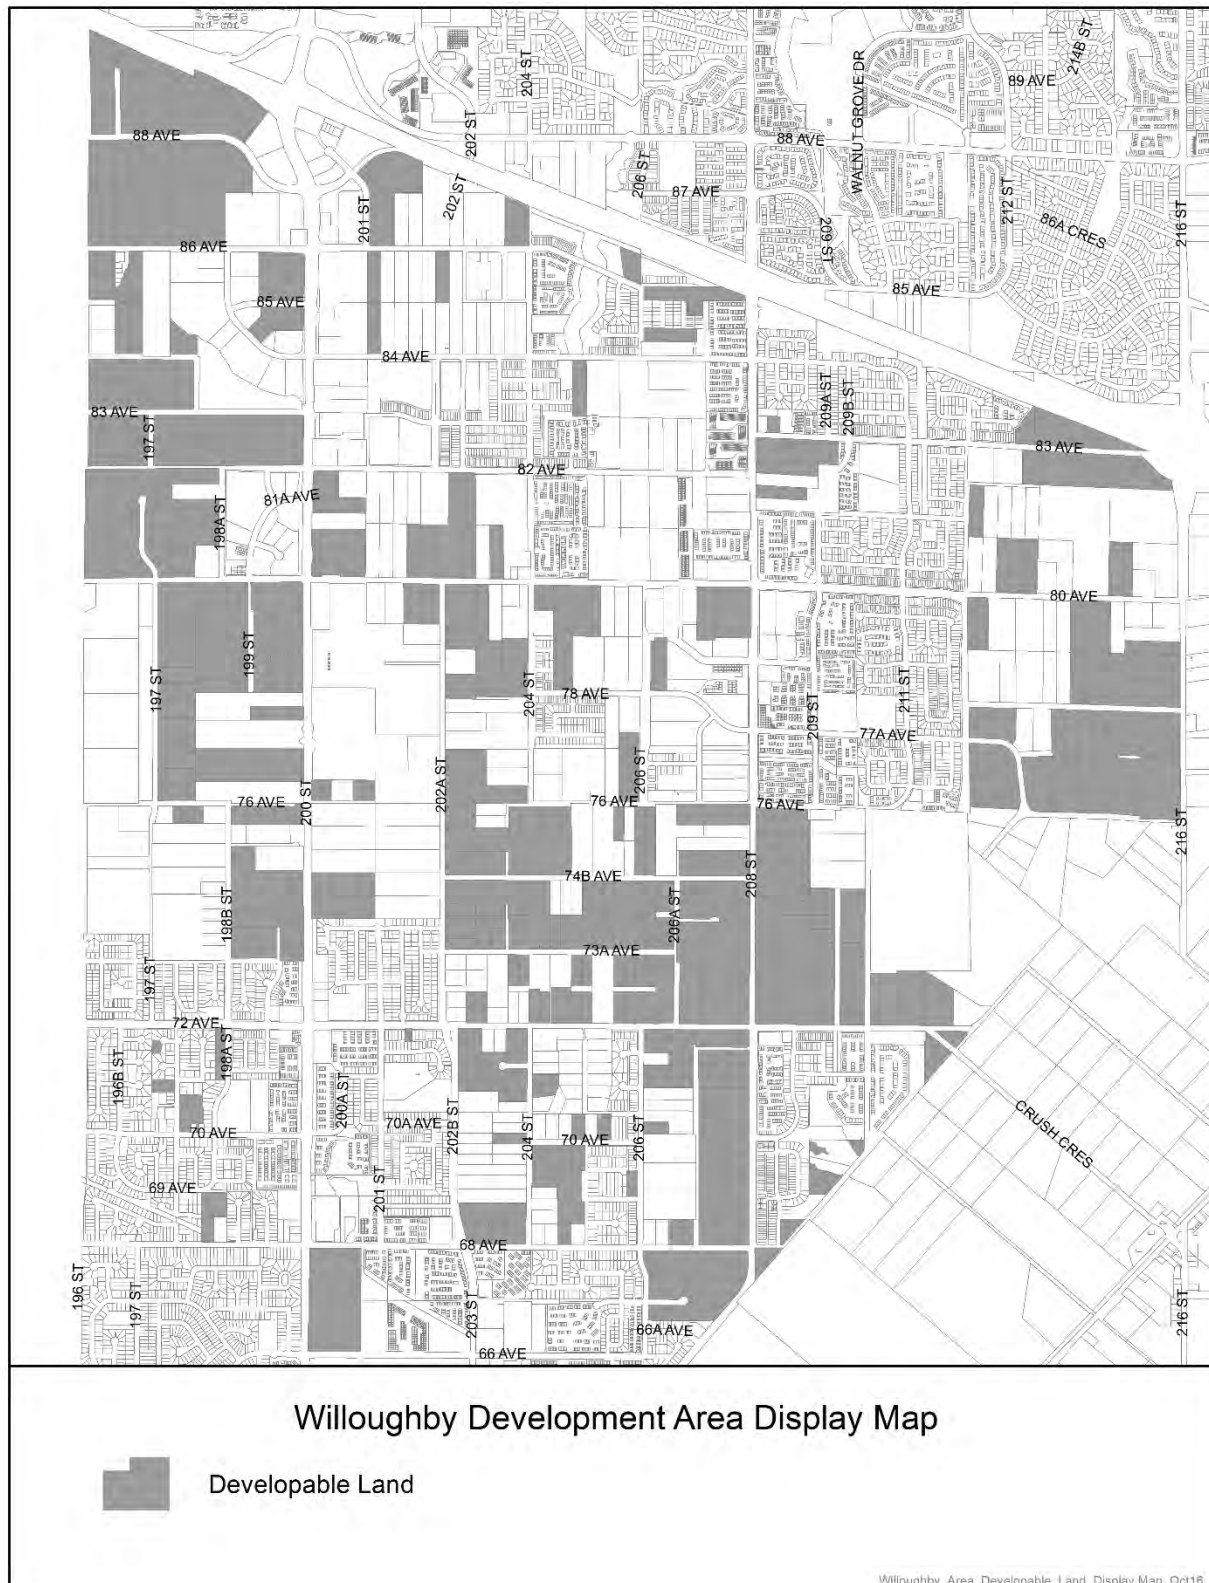 204 ST
214B ST
WALNUT GROVE DR
89 AVE
88 AVE
202 ST
88 AVE
206 ST
87 AVE
201 ST
202 ST
212 ST
86A CRES
216 ST
209 ST
86 AVE
85 AVE
85 AVE
84 AVE
83 AVE
197 ST
209A ST
209B ST
83 AVE
82 AVE
81A AVE
198A ST
80 AVE
199 ST
197 ST
204 ST
78 AVE
209 ST
211 ST
77A AVE
202A ST
206 ST
76 AVE
200 ST
76 AVE
76 AVE
216 ST
208 ST
74B AVE
198B ST
206A ST
73A AVE
197 ST
72 AVE
198A ST
196B ST
200A ST
70A AVE
202B ST
204 ST
70 AVE
206 ST
70 AVE
CRUSH CRES
69 AVE
201 ST
68 AVE
196 ST
197 ST
203 ST
66A AVE
216 ST
66 AVE
Willoughby Development Area Display Map
Developable Land
Willoughby_Area_Developable_Land_Display_Map_Oct16